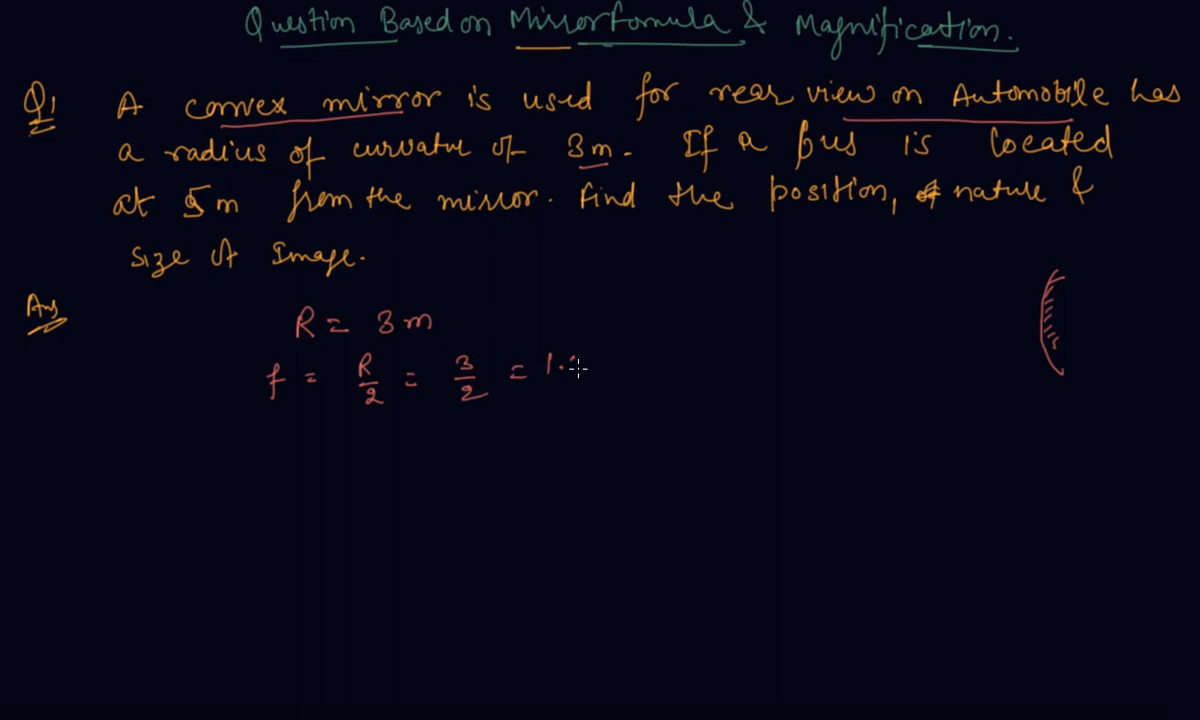 Question Based on Mirror formula & Magnification.
Q1 A convex mirror is used for rear view on Automobile has
a radius of curvatur of 3m. If a bus is located
at 5m from the mirror. find the position, nature &
size of Image.
Ans
R = 3m
f = R/2 = 3/2 = 1.